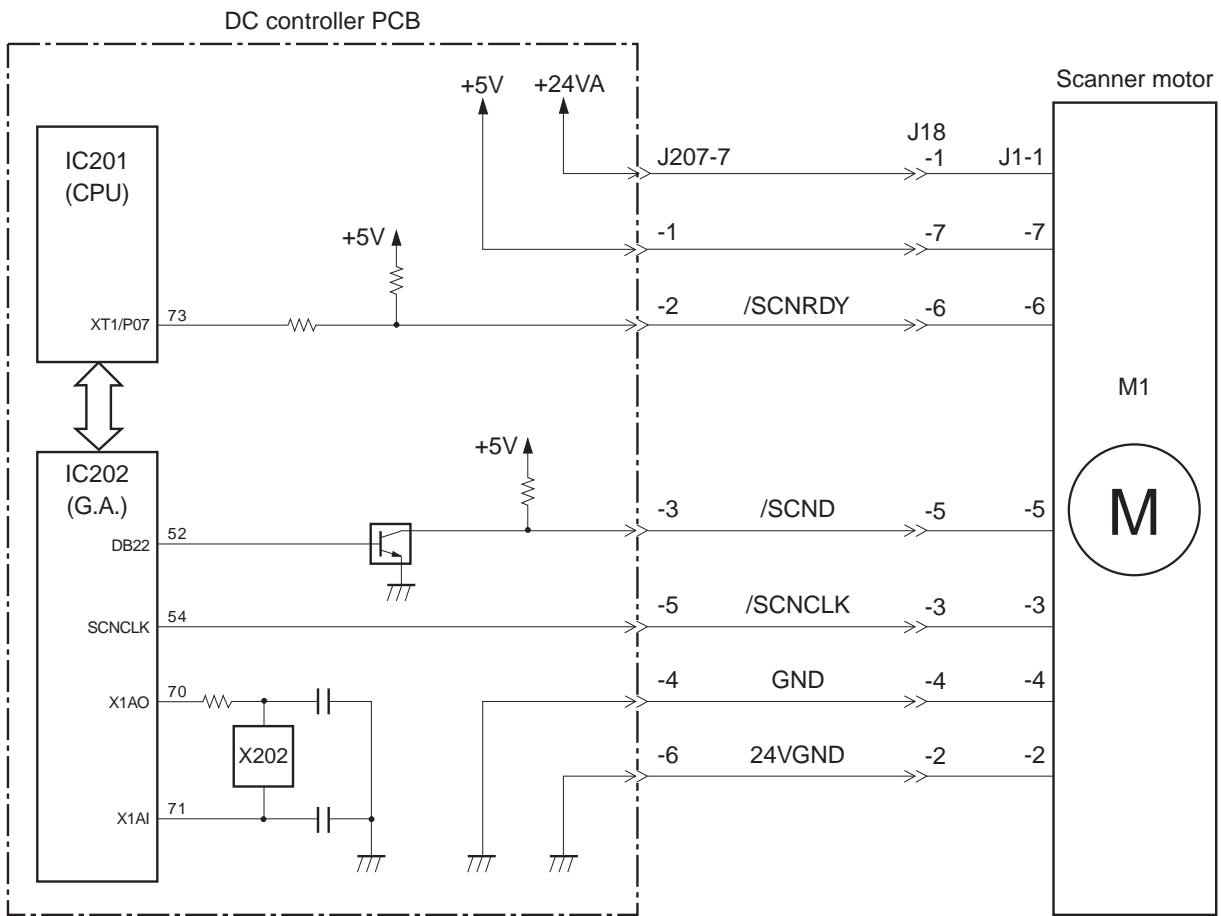 DC controller PCB
+5V
+24VA
Scanner motor
IC201
(CPU)
J207-7
J18
-1
J1-1
+5V
-1
-7
-7
XT1/P07
73
-2
/SCNRDY
-6
-6
M1
IC202
(G.A.)
+5V
M
DB22
52
-3
/SCND
-5
-5
SCNCLK
54
-5
/SCNCLK
-3
-3
X1AO
70
-4
GND
-4
-4
X202
-6
24VGND
-2
-2
X1AI
71